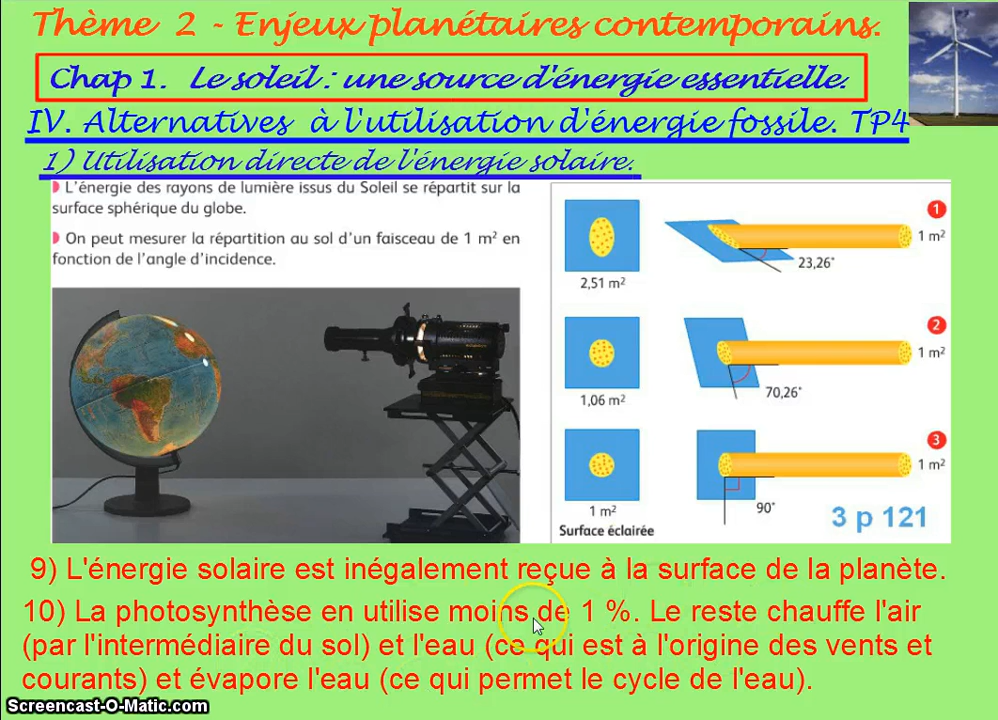 Thème 2 - Enjeux planétaires contemporains.
Chap 1. Le soleil : une source d'énergie essentielle.
IV. Alternatives à l'utilisation d'énergie fossile. TP4
1) Utilisation directe de l'énergie solaire.
L'énergie des rayons de lumière issus du Soleil se répartit sur la
surface sphérique du globe.
On peut mesurer la répartition au sol d'un faisceau de 1 m² en
fonction de l'angle d'incidence.
1
1 m²
23,26°
2,51 m²
2
1 m²
70,26°
1,06 m²
3
1 m²
90°
1 m²
Surface éclairée
3 p 121
9) L'énergie solaire est inégalement reçue à la surface de la planète.
10) La photosynthèse en utilise moins de 1 %. Le reste chauffe l'air
(par l'intermédiaire du sol) et l'eau (ce qui est à l'origine des vents et
courants) et évapore l'eau (ce qui permet le cycle de l'eau).
Screencast-O-Matic.com